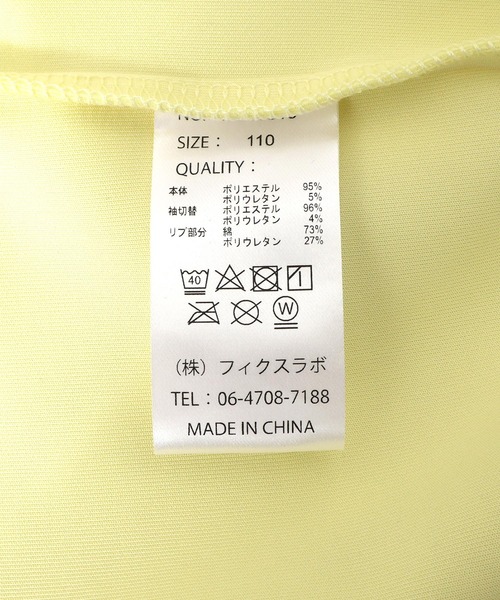 SIZE： 110
QUALITY：
本体 ポリエステル 95%
ポリウレタン 5%
袖切替 ポリエステル 96%
ポリウレタン 4%
リブ部分 綿 73%
ポリウレタン 27%
40
W
（株）フィクスラボ
TEL：06-4708-7188
MADE IN CHINA